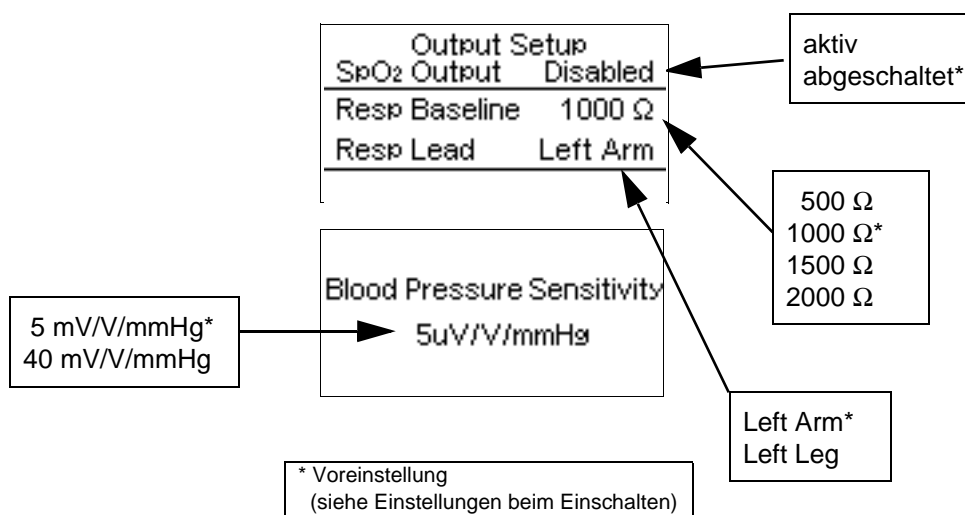 Output Setup
SpO₂ Output Disabled
Resp Baseline 1000 Ω
Resp Lead Left Arm
aktiv
abgeschaltet*
500 Ω
1000 Ω*
1500 Ω
2000 Ω
Blood Pressure Sensitivity
5uV/V/mmHg
5 mV/V/mmHg*
40 mV/V/mmHg
Left Arm*
Left Leg
* Voreinstellung
(siehe Einstellungen beim Einschalten)